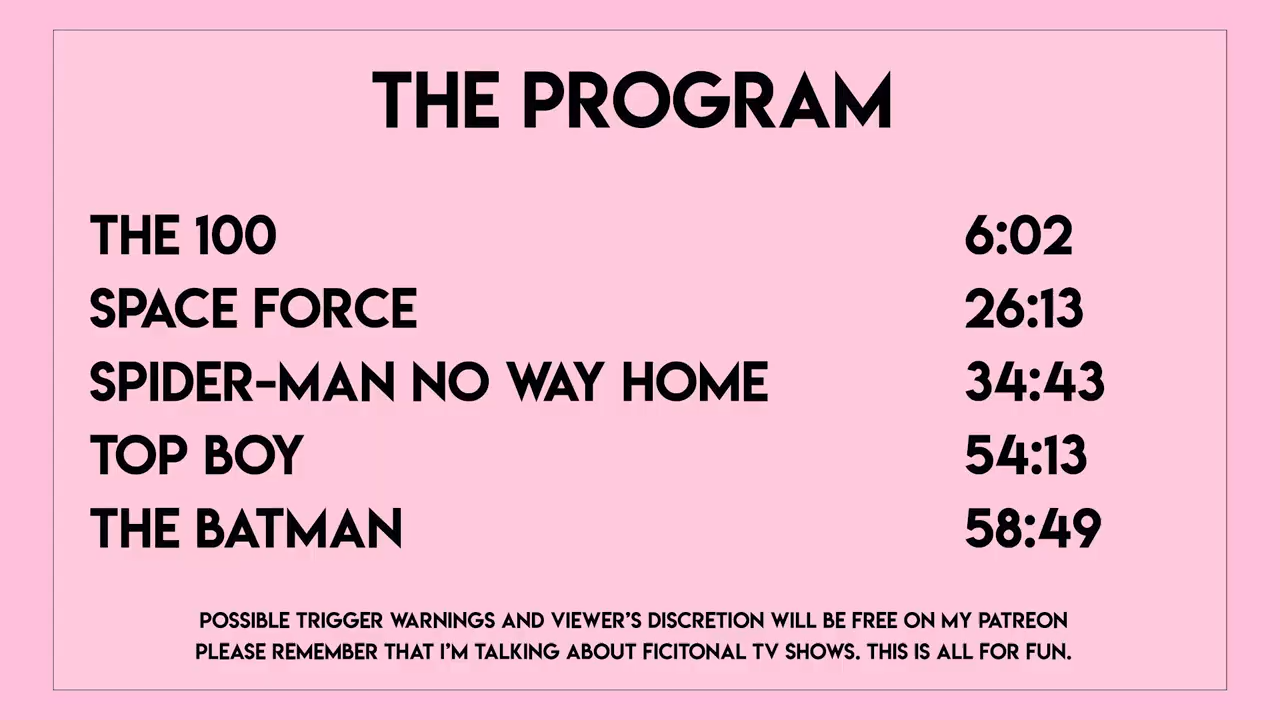 THE PROGRAM
THE 100 6:02
SPACE FORCE 26:13
SPIDER-MAN NO WAY HOME 34:43
TOP BOY 54:13
THE BATMAN 58:49
POSSIBLE TRIGGER WARNINGS AND VIEWER'S DISCRETION WILL BE FREE ON MY PATREON
PLEASE REMEMBER THAT I'M TALKING ABOUT FICITONAL TV SHOWS. THIS IS ALL FOR FUN.